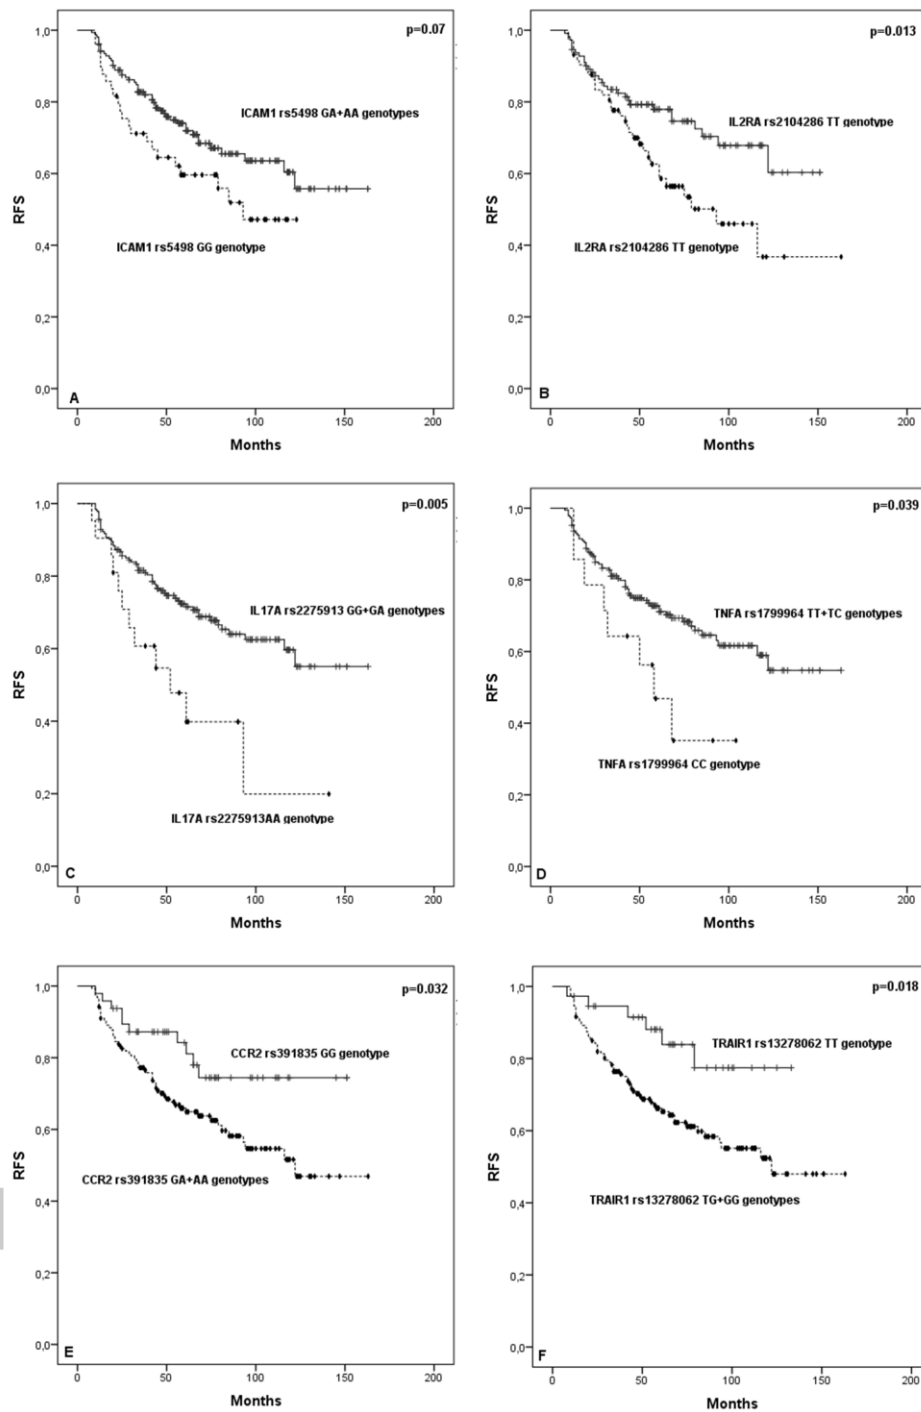 p=0.07
1,0
0,8
0,6
0,4
0,2
0,0
RFS
ICAM1 rs5498 GA+AA genotypes
ICAM1 rs5498 GG genotype
A
0 50 100 150 200
Months
p=0.013
1,0
0,8
0,6
0,4
0,2
0,0
RFS
IL2RA rs2104286 TT genotype
IL2RA rs2104286 TT genotype
B
0 50 100 150 200
Months
p=0.005
1,0
0,8
0,6
0,4
0,2
0,0
RFS
IL17A rs2275913 GG+GA genotypes
IL17A rs2275913AA genotype
C
0 50 100 150 200
Months
p=0.039
1,0
0,8
0,6
0,4
0,2
0,0
RFS
TNFA rs1799964 TT+TC genotypes
TNFA rs1799964 CC genotype
D
0 50 100 150 200
Months
p=0.032
1,0
0,8
0,6
0,4
0,2
0,0
RFS
CCR2 rs391835 GG genotype
CCR2 rs391835 GA+AA genotypes
E
0 50 100 150 200
Months
p=0.018
1,0
0,8
0,6
0,4
0,2
0,0
RFS
TRAIR1 rs13278062 TT genotype
TRAIR1 rs13278062 TG+GG genotypes
F
0 50 100 150 200
Months